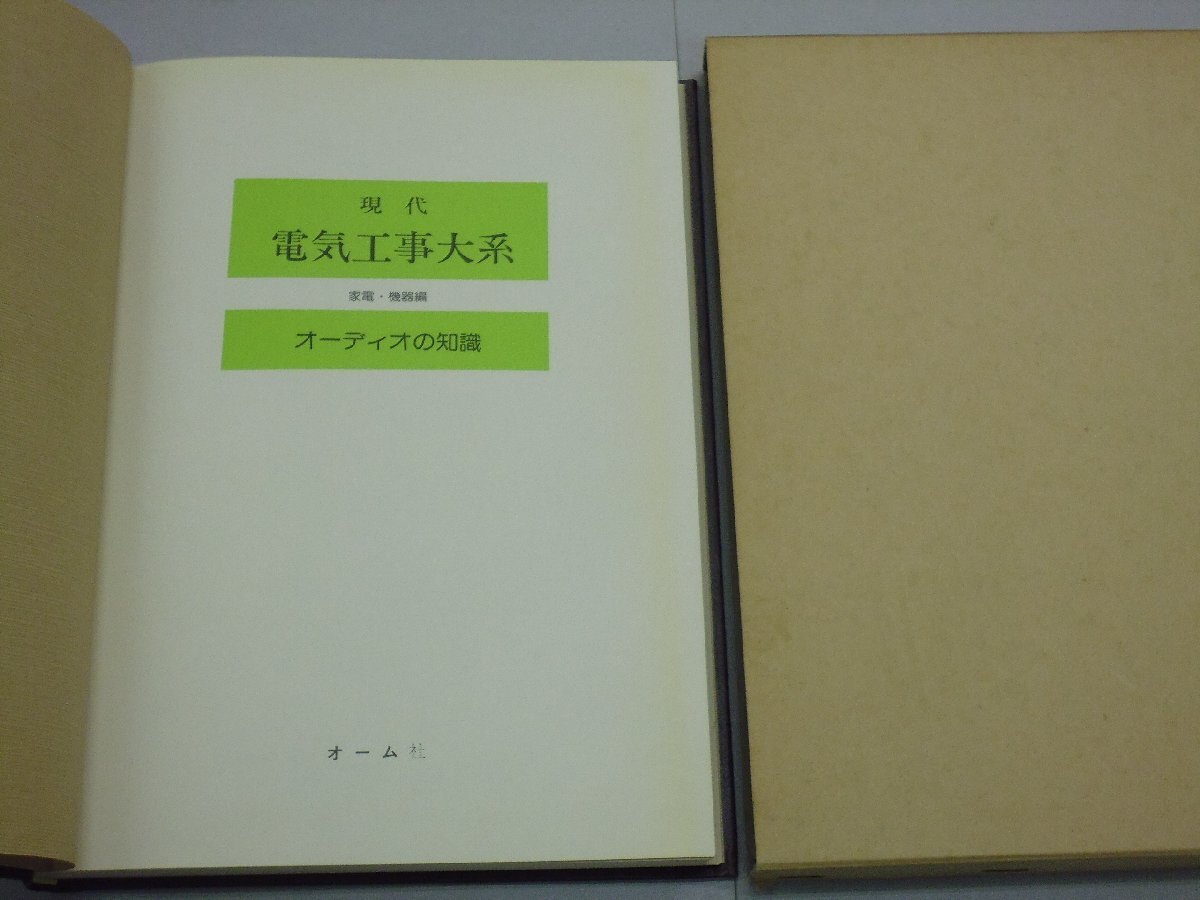 現代
電気工事大系
家電・機器編
オーディオの知識
オーム社